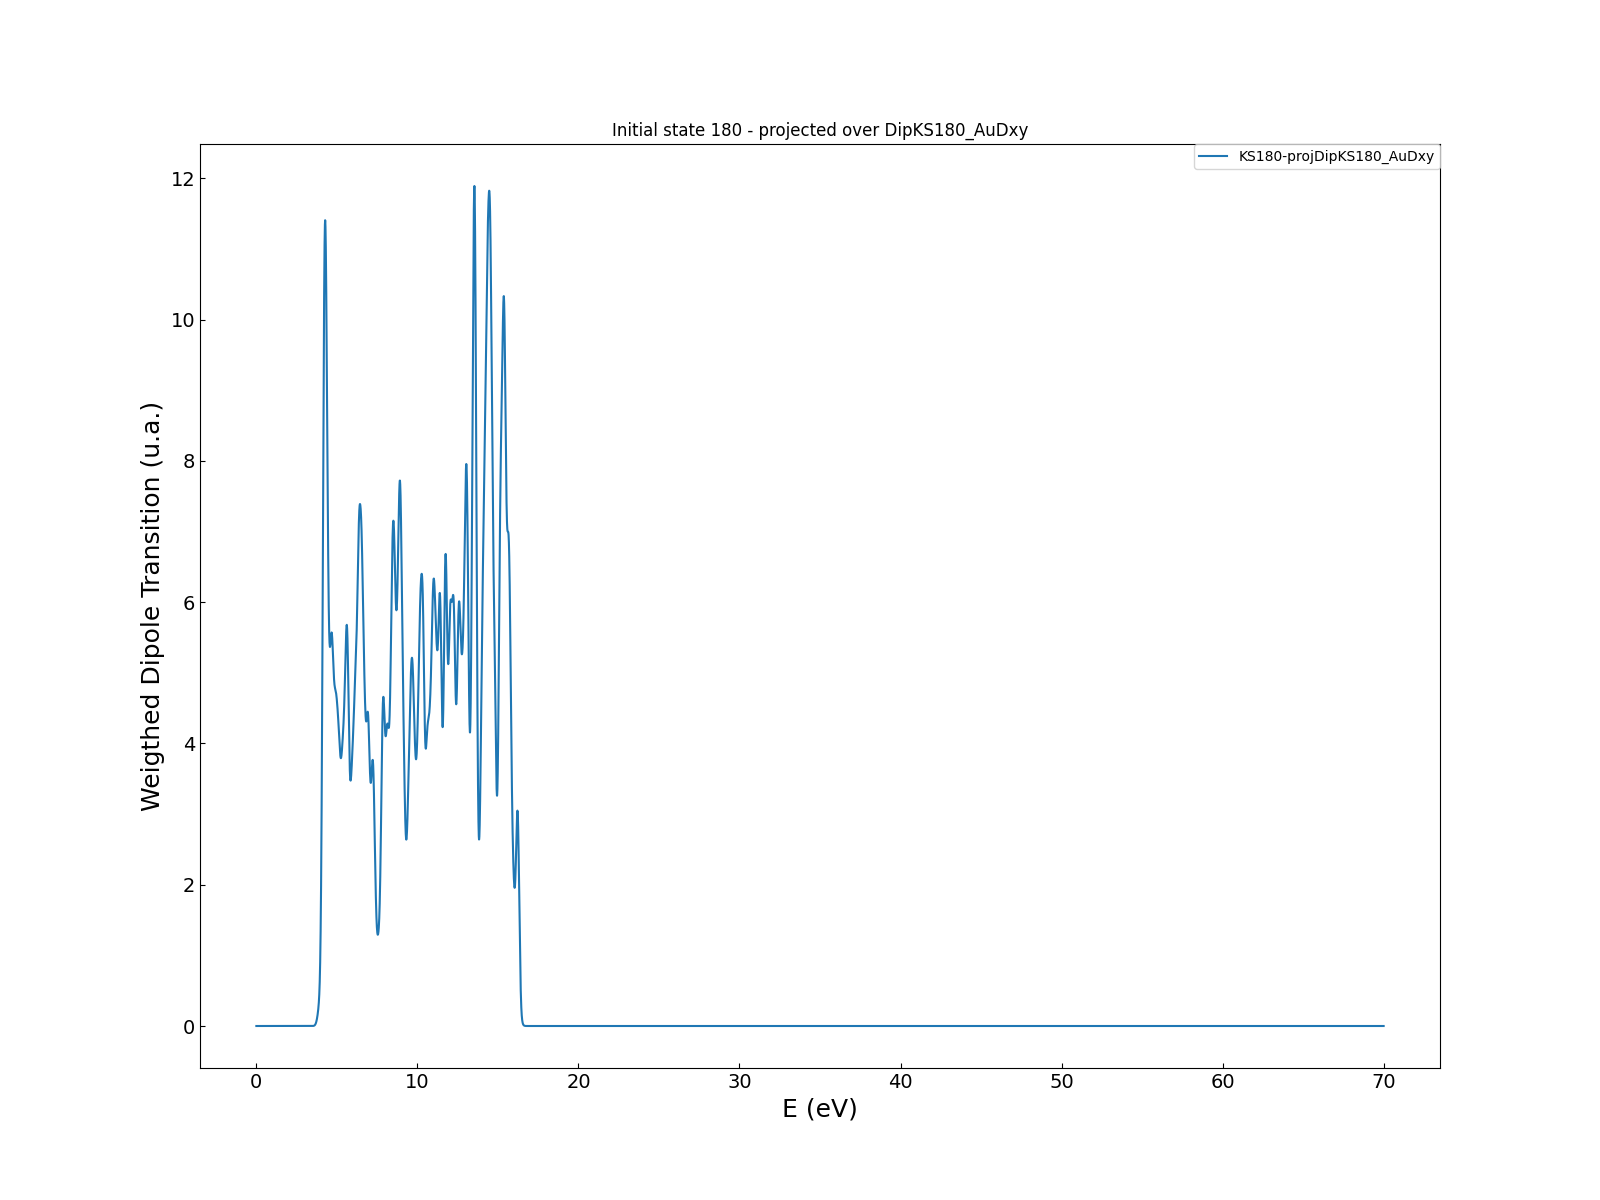 Initial state 180 - projected over DipKS180_AuDxy
KS180-projDipKS180_AuDxy
Weigthed Dipole Transition (u.a.)
12
10
8
6
4
2
0
0 10 20 30 40 50 60 70
E (eV)